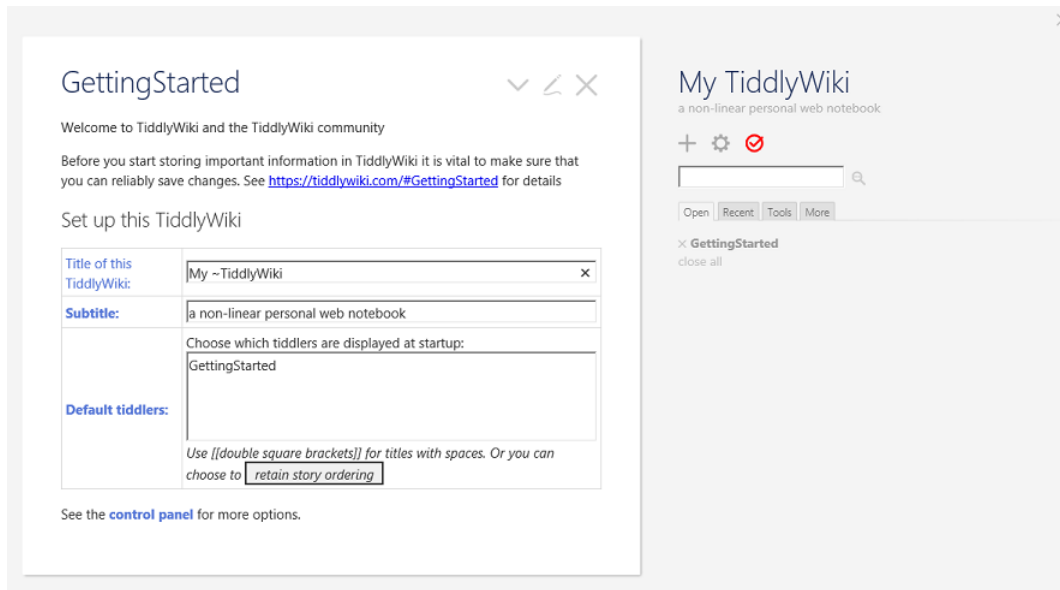 GettingStarted
Welcome to TiddlyWiki and the TiddlyWiki community
Before you start storing important information in TiddlyWiki it is vital to make sure that
you can reliably save changes. See https://tiddlywiki.com/#GettingStarted for details
Set up this TiddlyWiki
Title of this
TiddlyWiki:
My ~TiddlyWiki
Subtitle:
a non-linear personal web notebook
Default tiddlers:
Choose which tiddlers are displayed at startup:
GettingStarted
Use [[double square brackets]] for titles with spaces. Or you can
choose to retain story ordering
See the control panel for more options.
My TiddlyWiki
a non-linear personal web notebook
Open Recent Tools More
× GettingStarted
close all